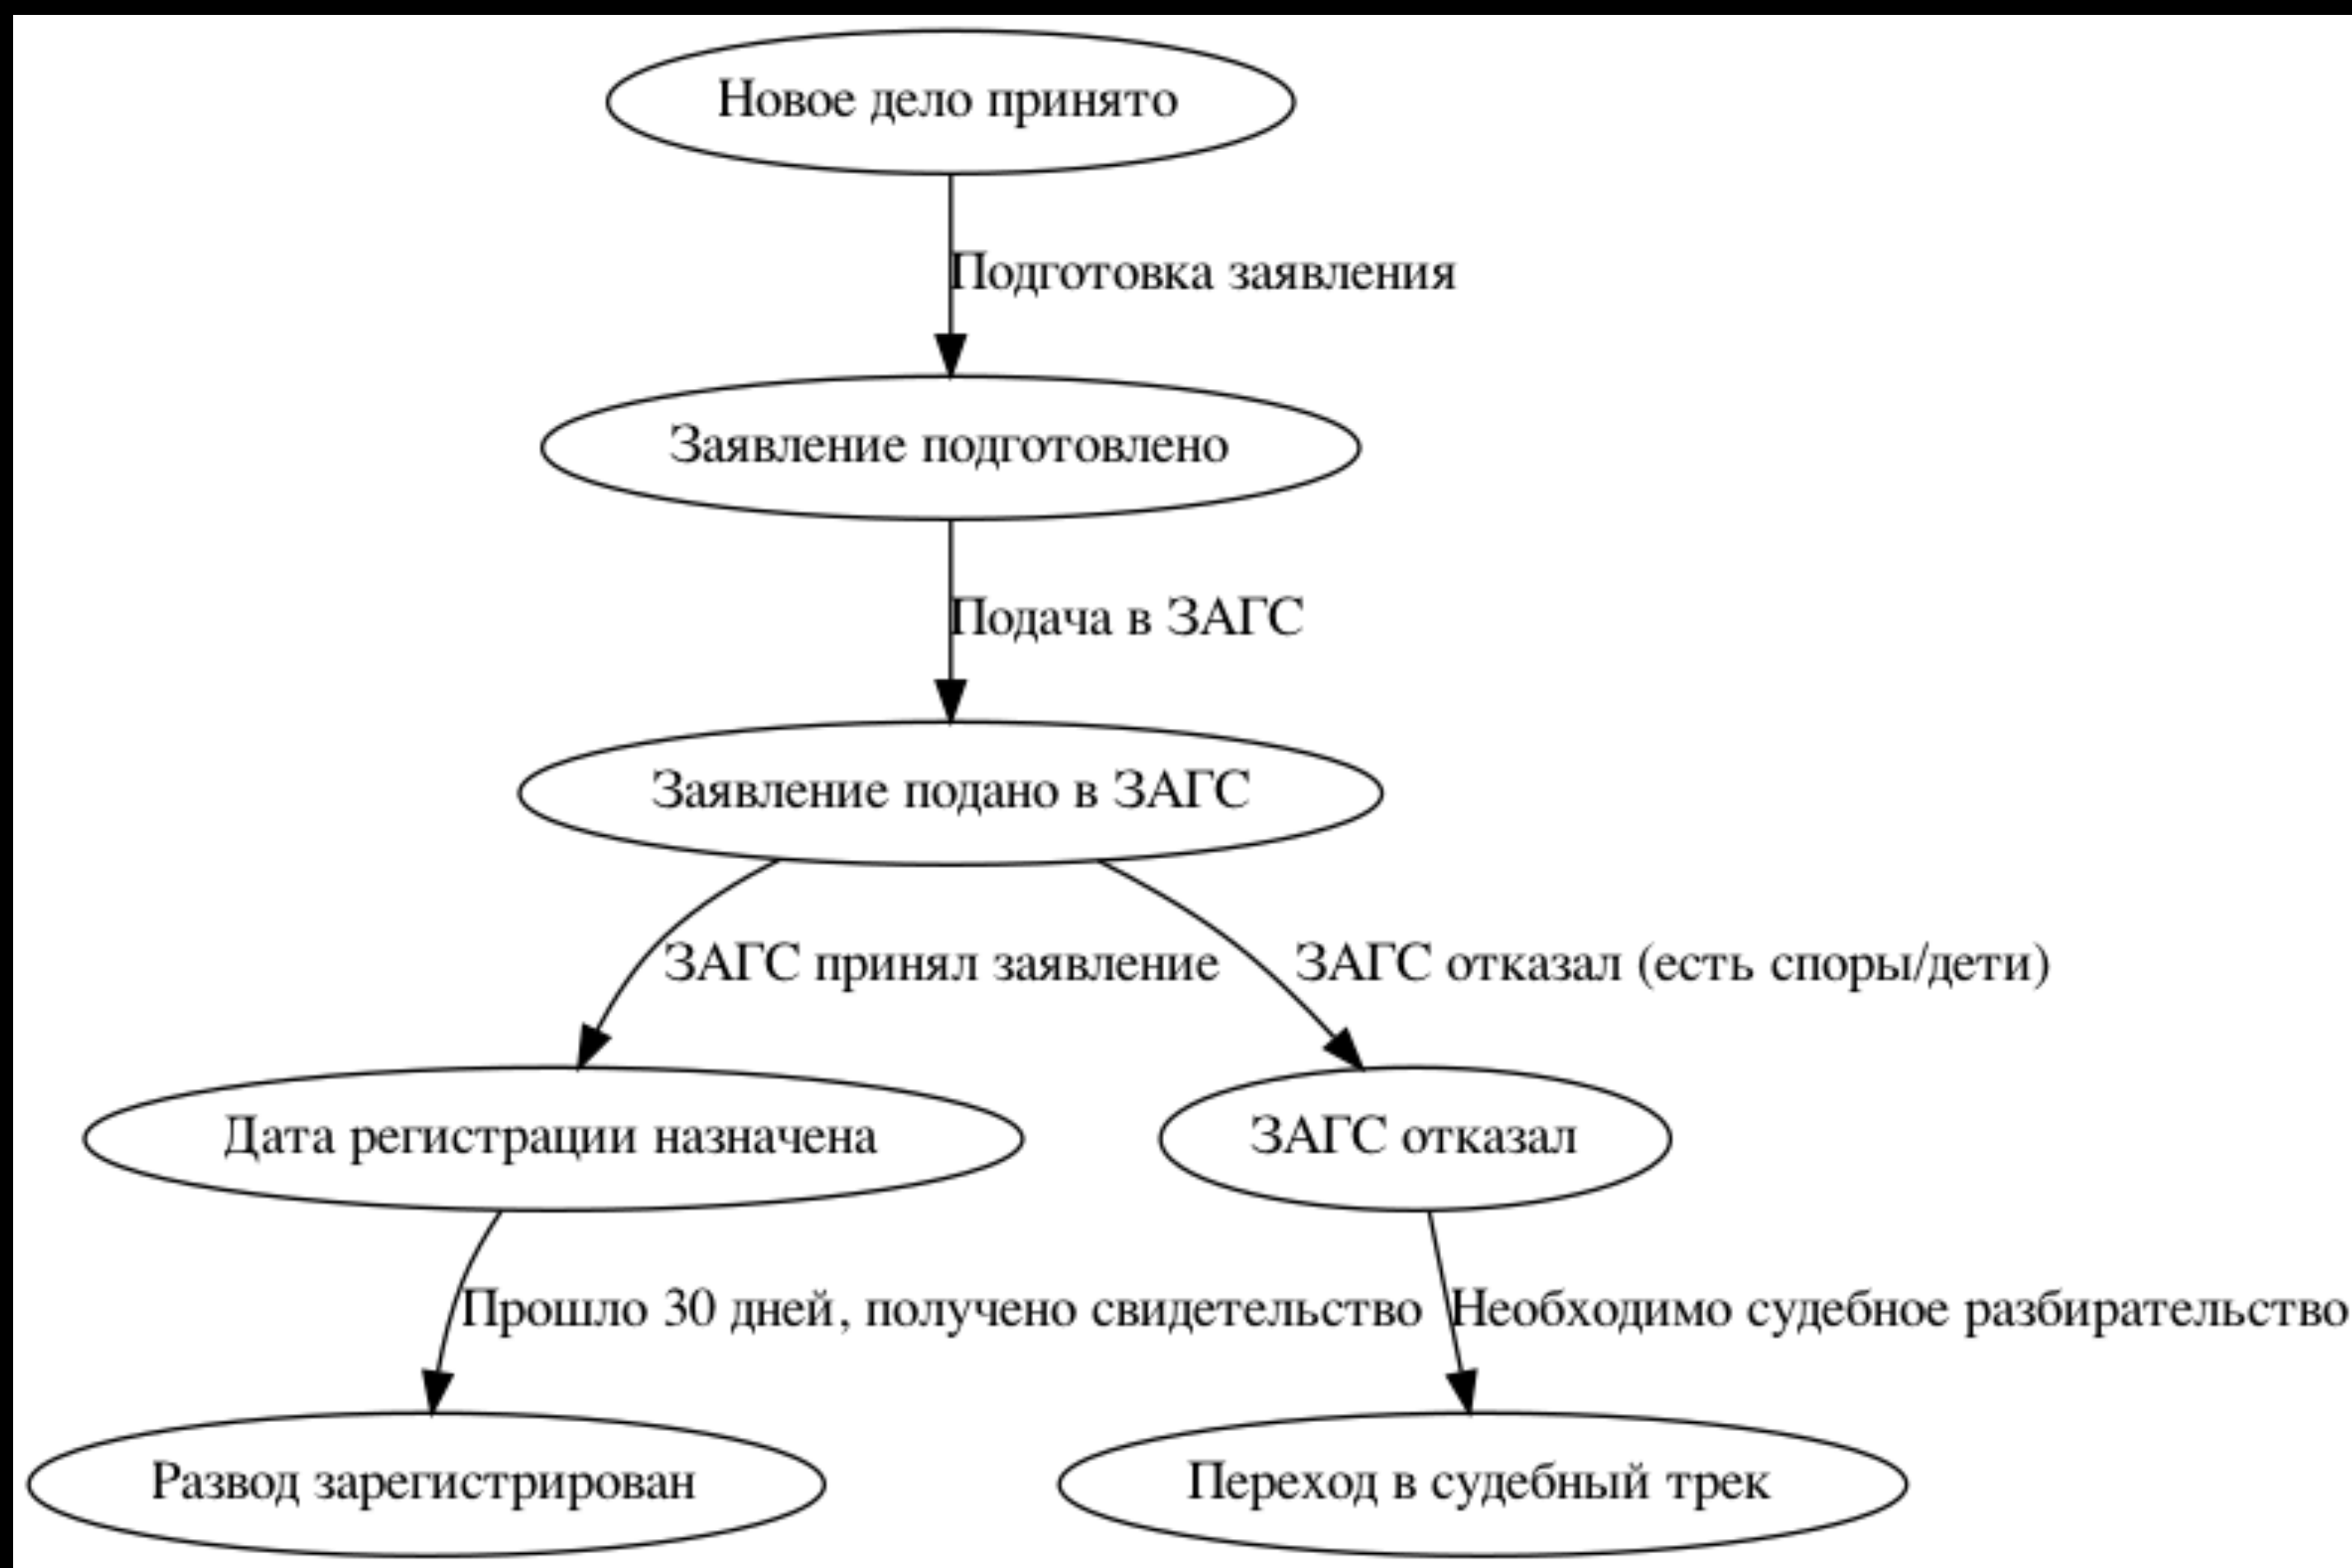 Новое дело принято
Подготовка заявления
Заявление подготовлено
Подача в ЗАГС
Заявление подано в ЗАГС
ЗАГС принял заявление
ЗАГС отказал (есть споры/дети)
Дата регистрации назначена
ЗАГС отказал
Прошло 30 дней, получено свидетельство
Необходимо судебное разбирательство
Развод зарегистрирован
Переход в судебный трек